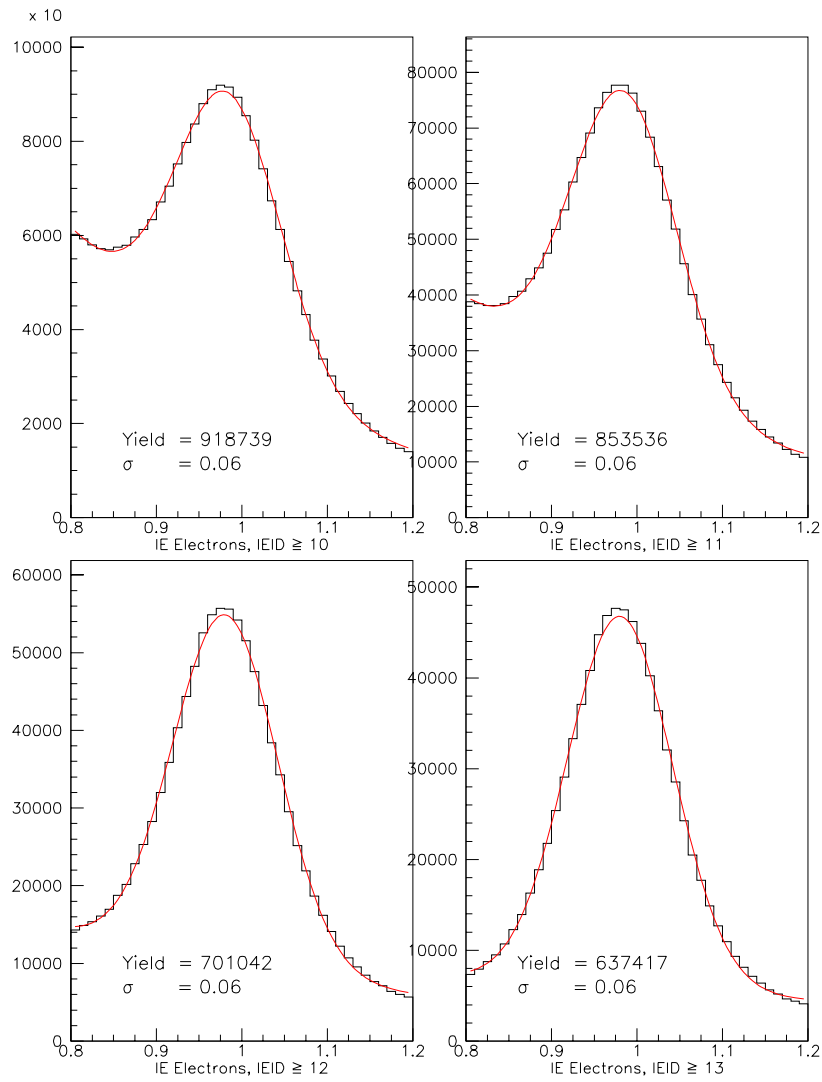 x 10
10000
8000
6000
4000
2000
0
Yield = 918739
σ = 0.06
0.8 0.9 1 1.1 1.2
IE Electrons, IEID ≧ 10
80000
70000
60000
50000
40000
30000
20000
10000
0
Yield = 853536
σ = 0.06
0.8 0.9 1 1.1 1.2
IE Electrons, IEID ≧ 11
60000
50000
40000
30000
20000
10000
0
Yield = 701042
σ = 0.06
0.8 0.9 1 1.1 1.2
IE Electrons, IEID ≧ 12
50000
40000
30000
20000
10000
0
Yield = 637417
σ = 0.06
0.8 0.9 1 1.1 1.2
IE Electrons, IEID ≧ 13